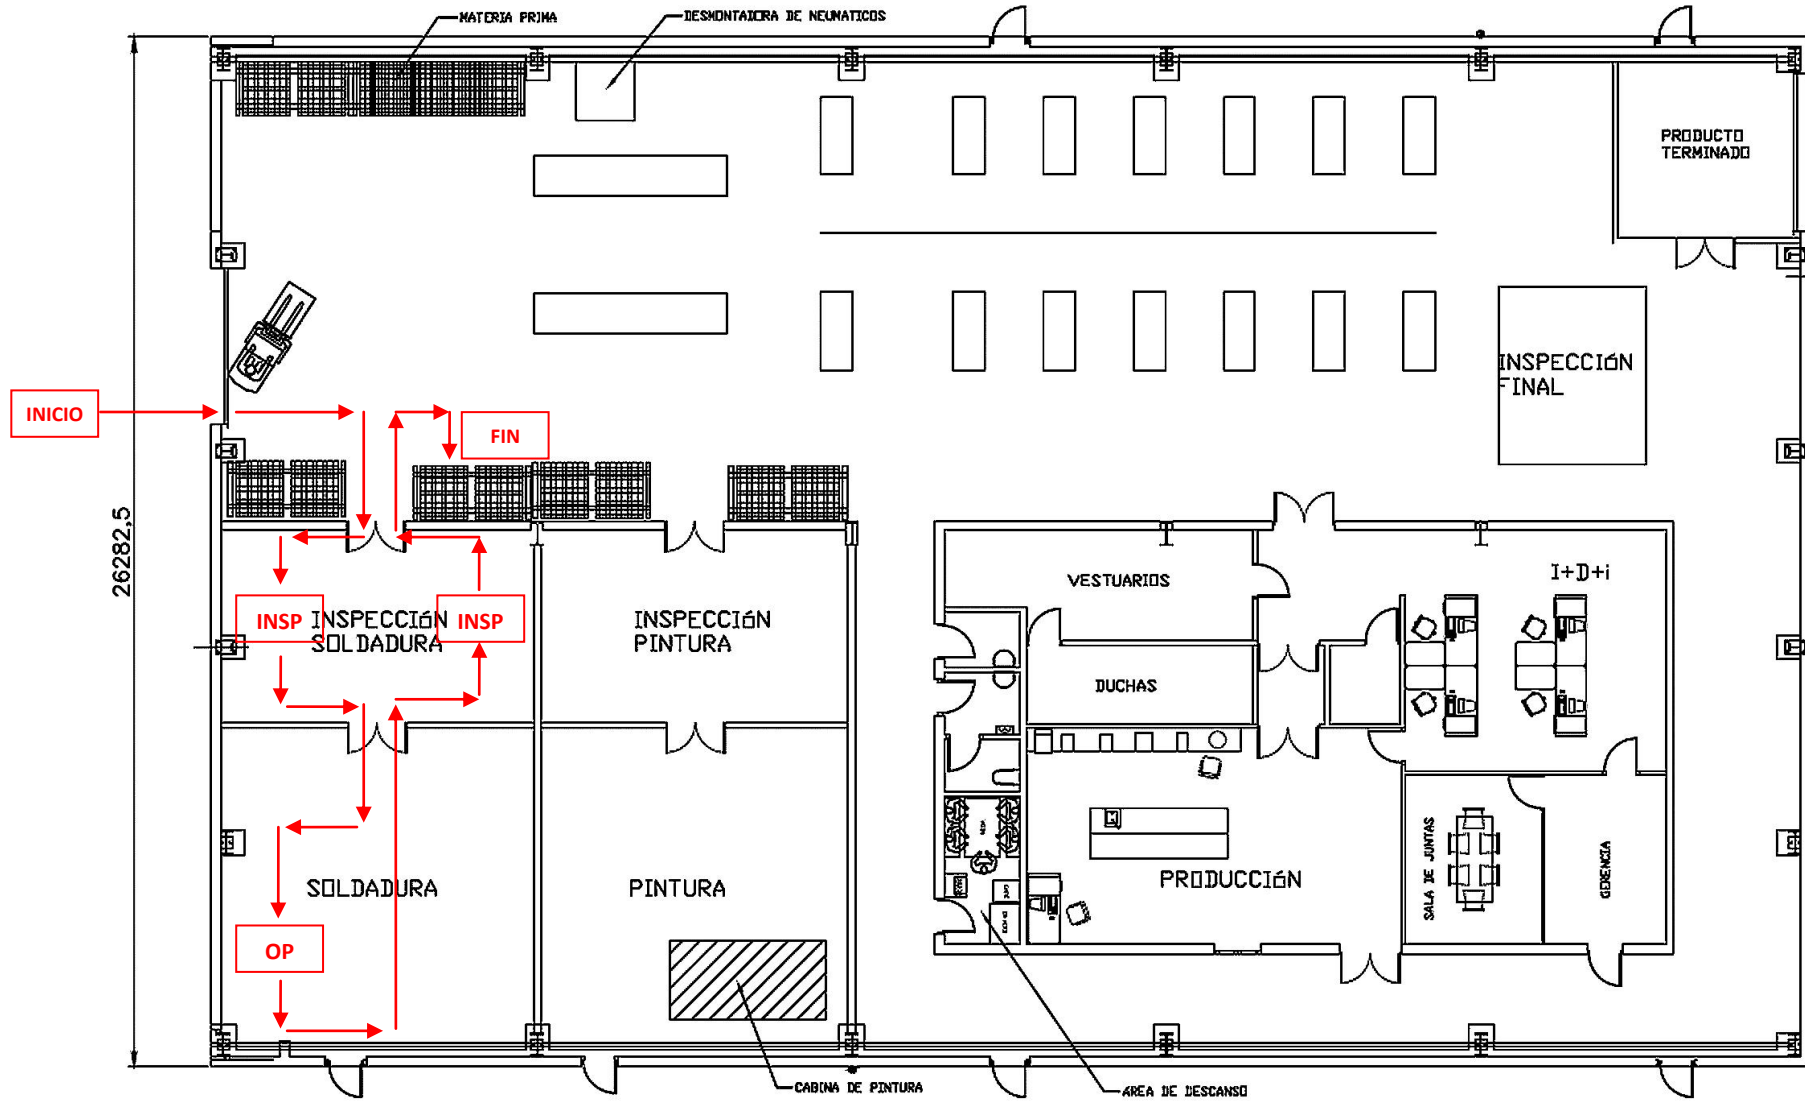 MATERIA PRIMA
DESMONTADORA DE NEUMATICOS
PRODUCTO
TERMINADO
INSPECCIóN
FINAL
INICIO
FIN
26282,5
INSP
INSPECCIóN
SOLDADURA
INSP
INSPECCIóN
PINTURA
VESTUARIOS
I+D+i
DUCHAS
SOLDADURA
PINTURA
PRODUCCIóN
SALA DE JUNTAS
GERENCIA
OP
CABINA DE PINTURA
AREA DE DESCANSO